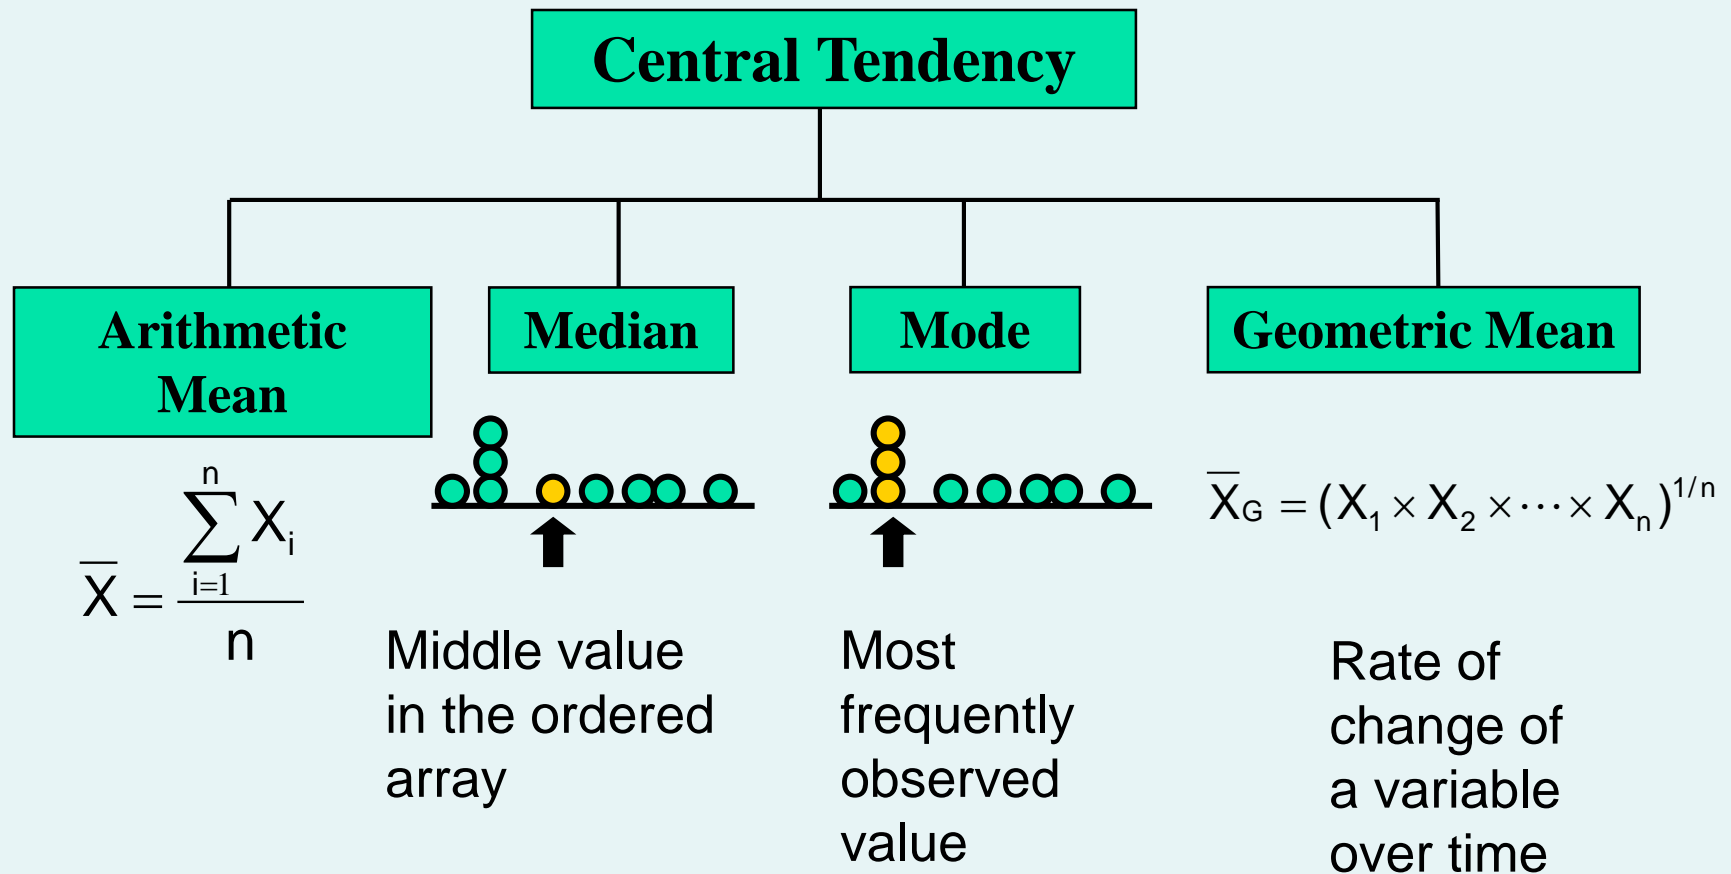 Central Tendency
Arithmetic
Mean
Median
Mode
Geometric Mean
X̅ = ∑ᵢ₌₁ⁿ Xᵢ / n
Middle value
in the ordered
array
Most
frequently
observed
value
X̅G = (X₁ × X₂ × ⋯ × Xₙ)^1/n
Rate of
change of
a variable
over time